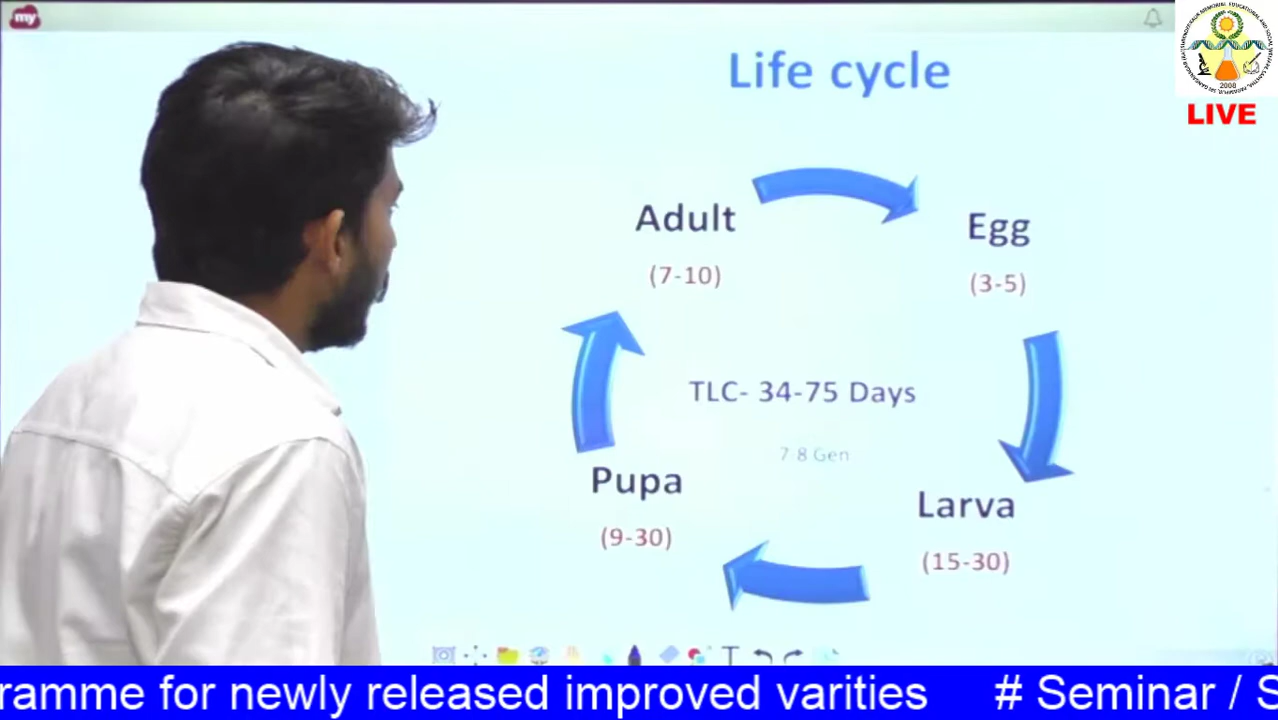 my
Life cycle
2008
LIVE
Adult
Egg
(7-10)
(3-5)
TLC- 34-75 Days
7 8 Gen
Pupa
Larva
(9-30)
(15-30)
T
ramme for newly released improved varities # Seminar / S